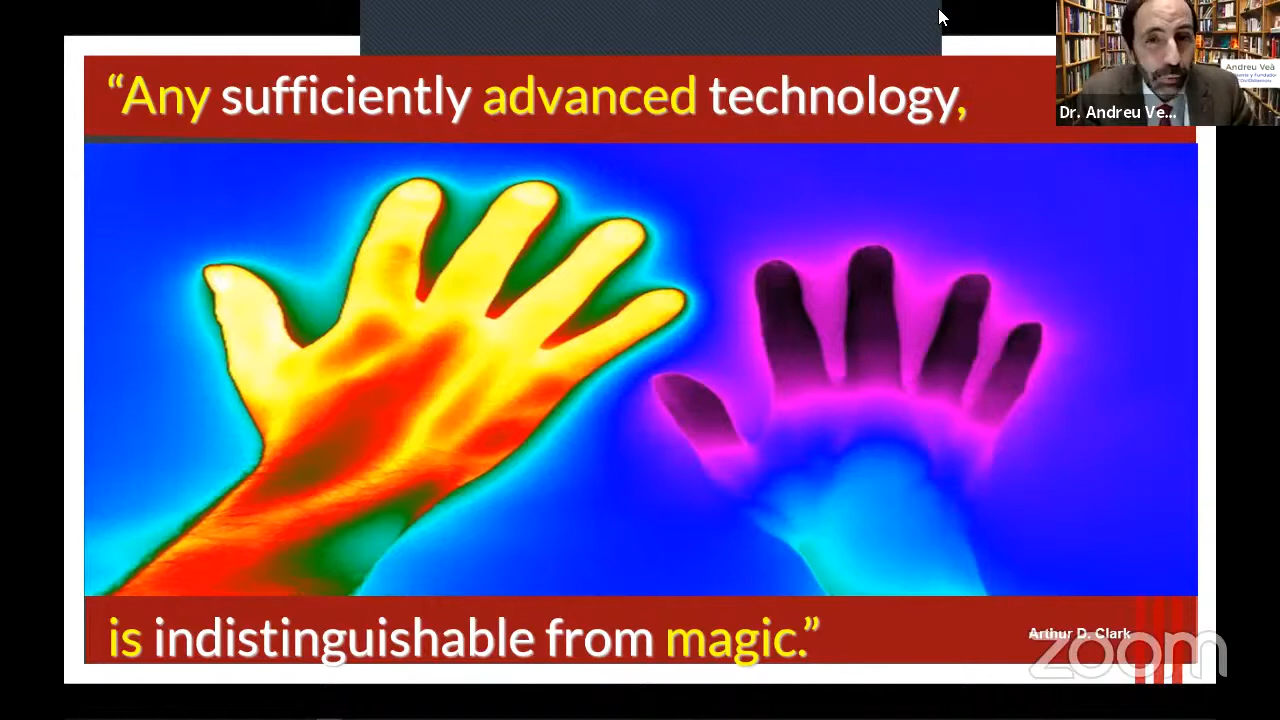 “Any sufficiently advanced technology,
Andreu Veà
Dr. Andreu Ve...
is indistinguishable from magic.”
Arthur D. Clark
zoom